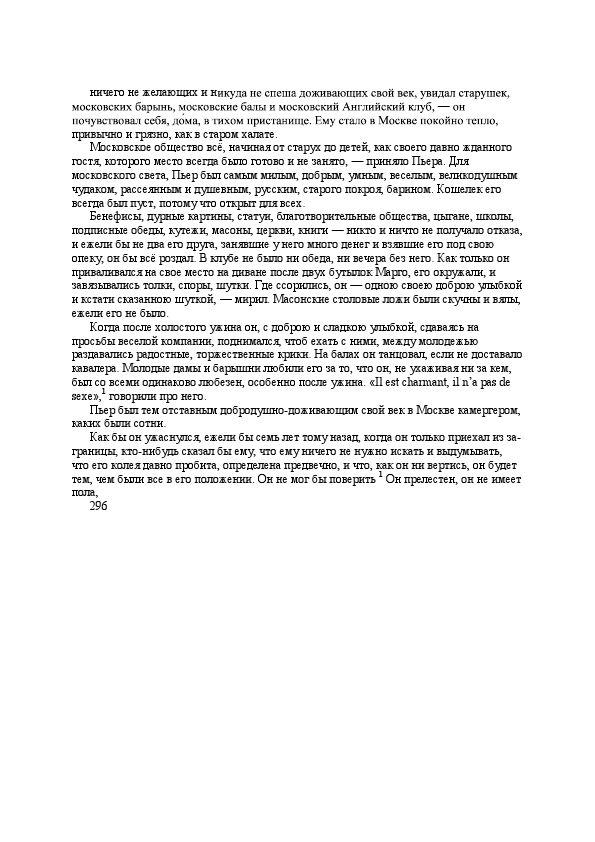 ничего не желающих и никуда не спеша доживающих свой век, увидал старушек,
московских барынь, московские балы и московский Английский клуб, — он
почувствовал себя, до́ма, в тихом пристанище. Ему стало в Москве покойно тепло,
привычно и грязно, как в старом халате.
Московское общество всё, начиная от старух до детей, как своего давно жданного
гостя, которого место всегда было готово и не занято, — приняло Пьера. Для
московского света, Пьер был самым милым, добрым, умным, веселым, великодушным
чудаком, рассеянным и душевным, русским, старого покроя, барином. Кошелек его
всегда был пуст, потому что открыт для всех.
Бенефисы, дурные картины, статуи, благотворительные общества, цыгане, школы,
подписные обеды, кутежи, масоны, церкви, книги — никто и ничто не получало отказа,
и ежели бы не два его друга, занявшие у него много денег и взявшие его под свою
опеку, он бы всё роздал. В клубе не было ни обеда, ни вечера без него. Как только он
приваливался на свое место на диване после двух бутылок Марго, его окружали, и
завязывались толки, споры, шутки. Где ссорились, он — одною своею доброю улыбкой
и кстати сказанною шуткой, — мирил. Масонские столовые ложи были скучны и вялы,
ежели его не было.
Когда после холостого ужина он, с доброю и сладкою улыбкой, сдаваясь на
просьбы веселой компании, поднимался, чтоб ехать с ними, между молодежью
раздавались радостные, торжественные крики. На балах он танцовал, если не доставало
кавалера. Молодые дамы и барышни любили его за то, что он, не ухаживая ни за кем,
был со всеми одинаково любезен, особенно после ужина. «Il est charmant, il n’a pas de
sexe»,1 говорили про него.
Пьер был тем отставным добродушно-доживающим свой век в Москве камергером,
каких были сотни.
Как бы он ужаснулся, ежели бы семь лет тому назад, когда он только приехал из за-
границы, кто-нибудь сказал бы ему, что ему ничего не нужно искать и выдумывать,
что его колея давно пробита, определена предвечно, и что, как он ни вертись, он будет
тем, чем были все в его положении. Он не мог бы поверить 1 Он прелестен, он не имеет
пола,
296